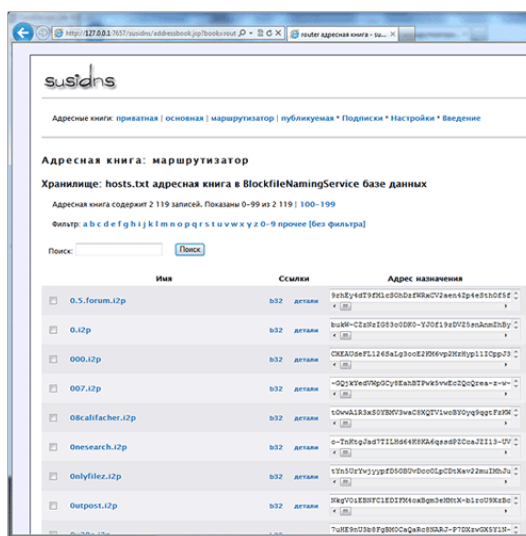 http://127.0.0.1:7657/susidns/addressbook.jsp?book=rout
router адресная книга - su...
susidns
Адресные книги: приватная | основная | маршрутизатор | публикуемая * Подписки * Настройки * Введение
Адресная книга: маршрутизатор
Хранилище: hosts.txt адресная книга в BlockfileNamingService базе данных
Адресная книга содержит 2 119 записей. Показаны 0-99 из 2 119 | 100-199
Фильтр: a b c d e f g h i j k l m n o p q r s t u v w x y z 0-9 прочее [без фильтра]
Поиск: Поиск
Имя Ссылки Адрес назначения
0.5.forum.i2p b32 детали
0.i2p b32 детали
000.i2p b32 детали
007.i2p b32 детали
08califacher.i2p b32 детали
0nesearch.i2p b32 детали
0nlyfilez.i2p b32 детали
0utpost.i2p b32 детали